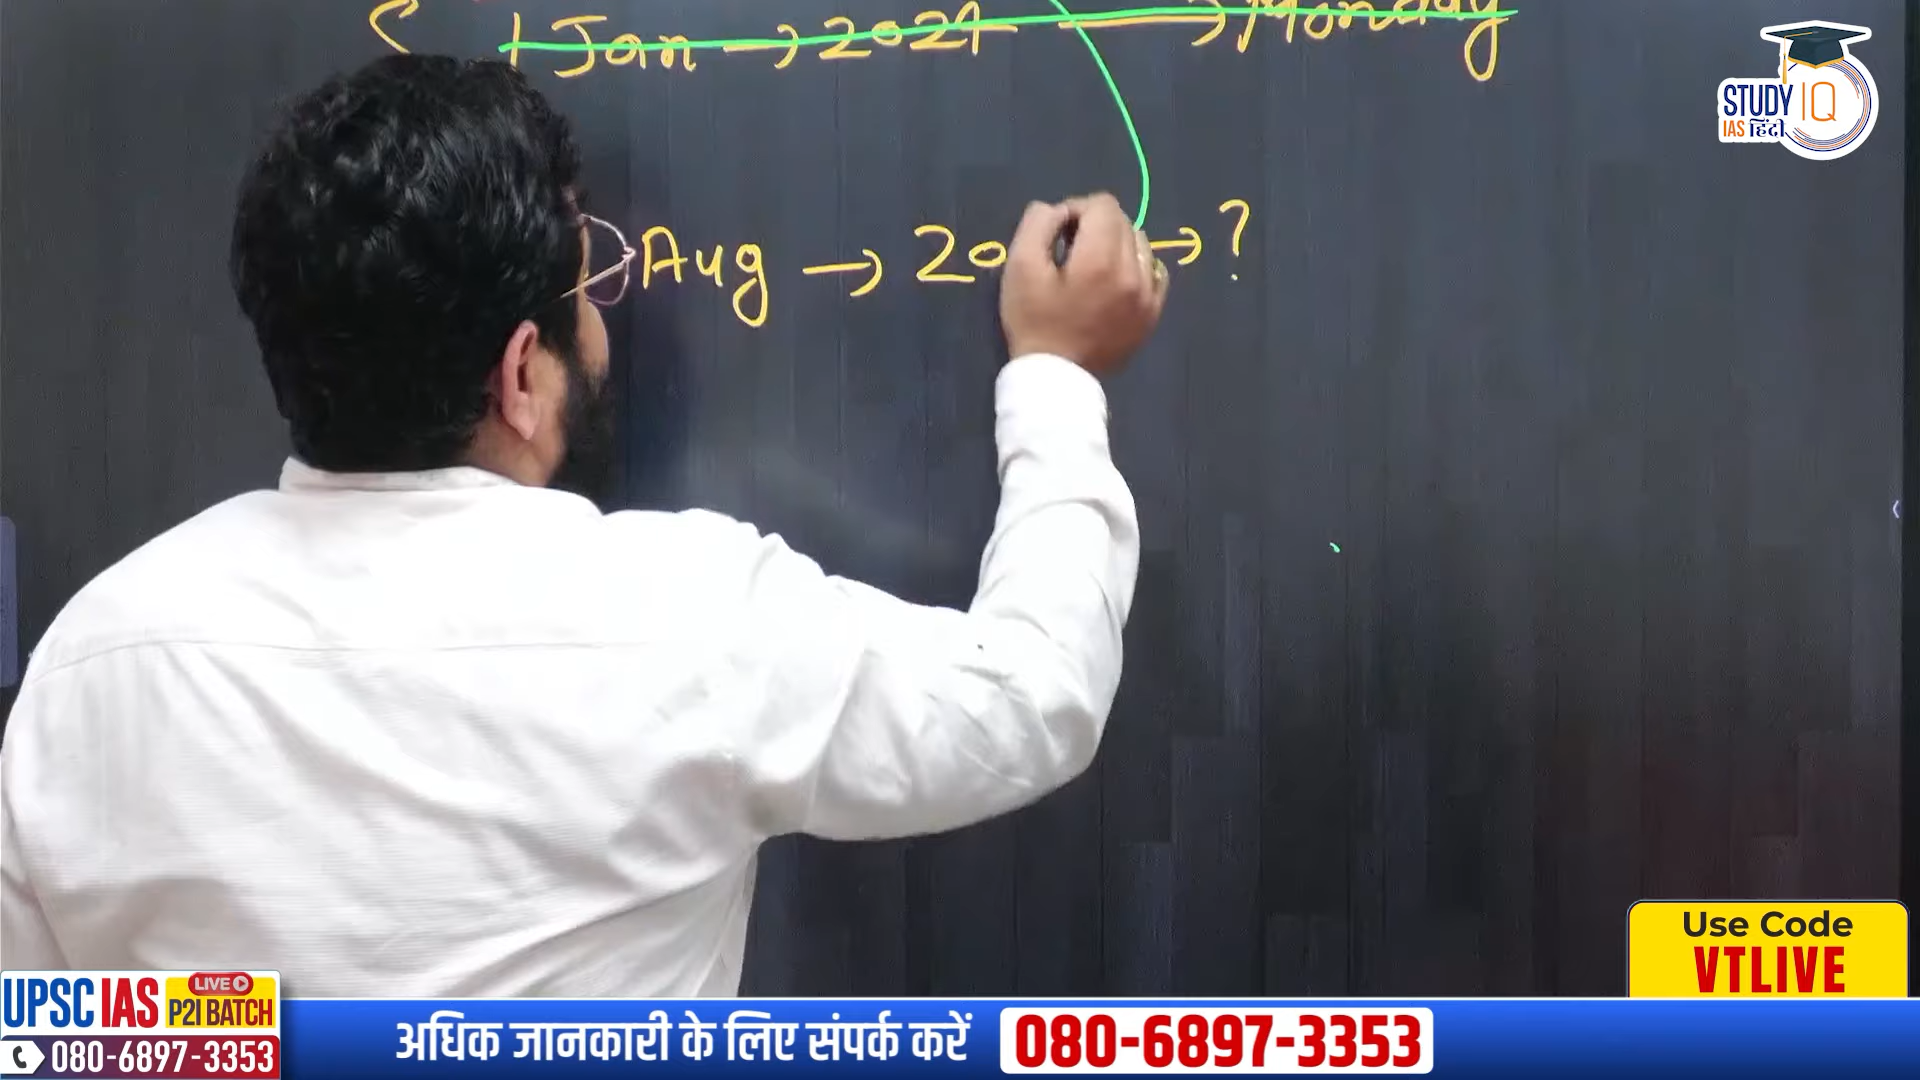 1 Jan → 2021 → Monday
Aug → 20 → ?
STUDY IQ
IAS हिंदी
Use Code
VTLIVE
UPSC IAS LIVE P2I BATCH
080-6897-3353
अधिक जानकारी के लिए संपर्क करें 080-6897-3353